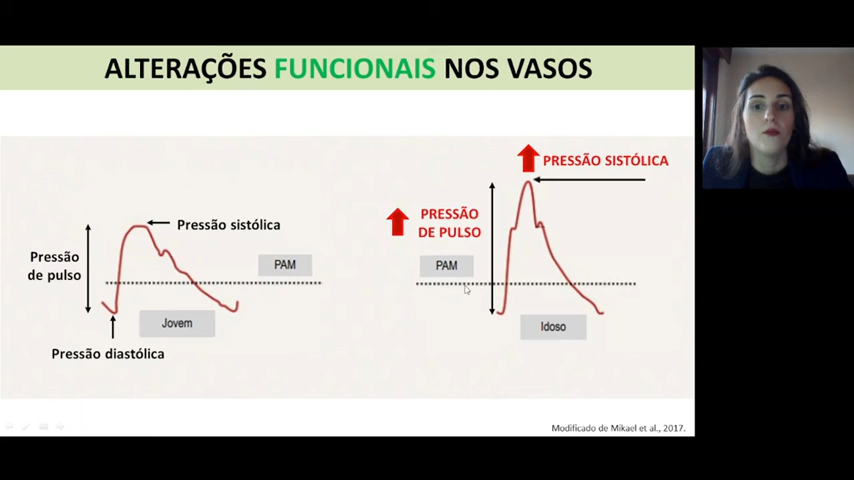 ALTERAÇÕES FUNCIONAIS NOS VASOS
Pressão sistólica
Pressão
de pulso
PAM
Jovem
Pressão diastólica
PRESSÃO SISTÓLICA
PRESSÃO
DE PULSO
PAM
Idoso
Modificado de Mikael et al., 2017.